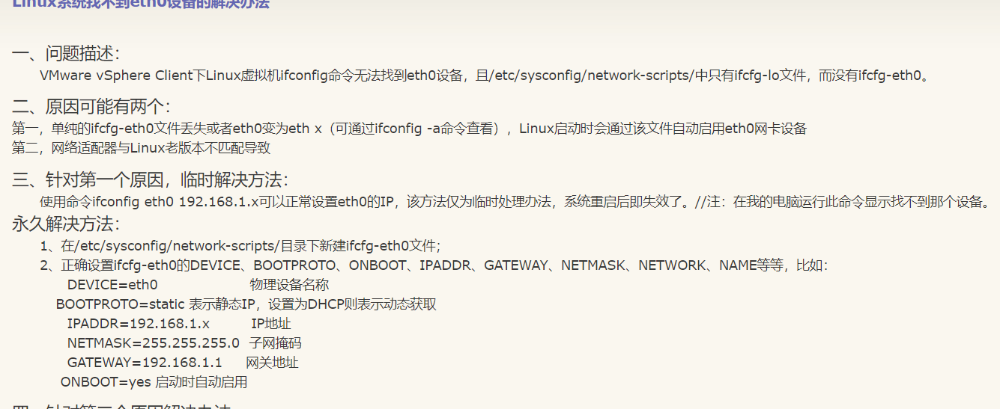 Linux系统找不到eth0设备的解决办法
一、问题描述：
VMware vSphere Client下Linux虚拟机ifconfig命令无法找到eth0设备，且/etc/sysconfig/network-scripts/中只有ifcfg-lo文件，而没有ifcfg-eth0。
二、原因可能有两个：
第一，单纯的ifcfg-eth0文件丢失或者eth0变为eth x（可通过ifconfig -a命令查看），Linux启动时会通过该文件自动启用eth0网卡设备
第二，网络适配器与Linux老版本不匹配导致
三、针对第一个原因，临时解决方法：
使用命令ifconfig eth0 192.168.1.x可以正常设置eth0的IP，该方法仅为临时处理办法，系统重启后即失效了。//注：在我的电脑运行此命令显示找不到那个设备。
永久解决方法：
1、在/etc/sysconfig/network-scripts/目录下新建ifcfg-eth0文件；
2、正确设置ifcfg-eth0的DEVICE、BOOTPROTO、ONBOOT、IPADDR、GATEWAY、NETMASK、NETWORK、NAME等等，比如：
DEVICE=eth0 物理设备名称
BOOTPROTO=static 表示静态IP，设置为DHCP则表示动态获取
IPADDR=192.168.1.x IP地址
NETMASK=255.255.255.0 子网掩码
GATEWAY=192.168.1.1 网关地址
ONBOOT=yes 启动时自动启用